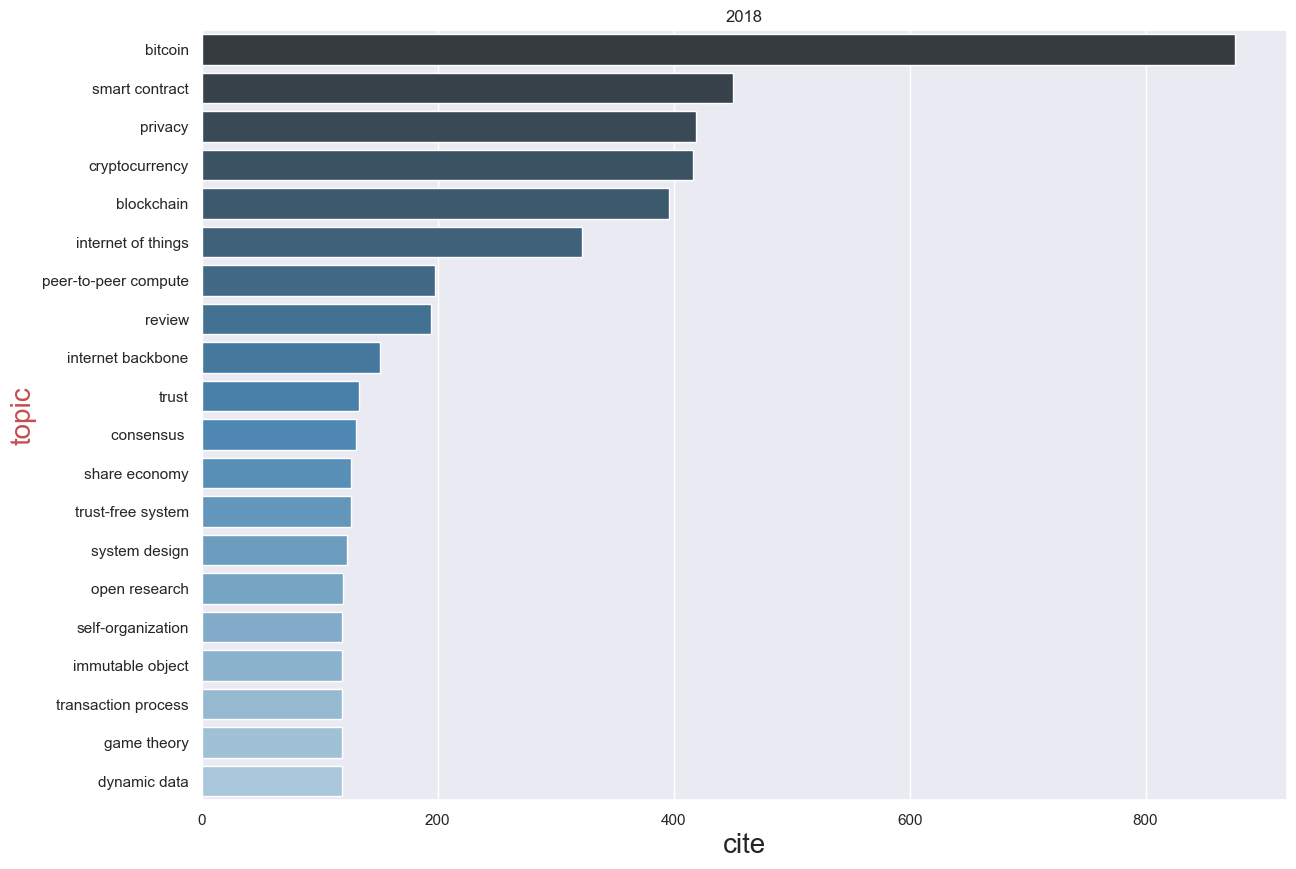 2018
bitcoin
smart contract
privacy
cryptocurrency
blockchain
internet of things
peer-to-peer compute
review
internet backbone
trust
consensus
share economy
trust-free system
system design
open research
self-organization
immutable object
transaction process
game theory
dynamic data
topic
0 200 400 600 800
cite